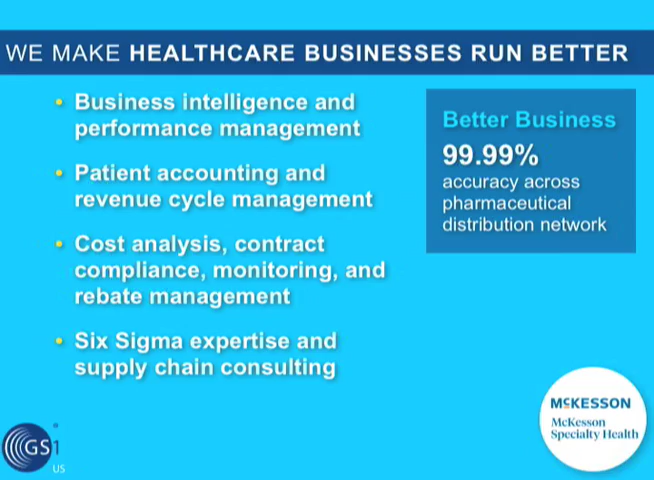 WE MAKE HEALTHCARE BUSINESSES RUN BETTER
• Business intelligence and
performance management
• Patient accounting and
revenue cycle management
• Cost analysis, contract
compliance, monitoring, and
rebate management
• Six Sigma expertise and
supply chain consulting
Better Business
99.99%
accuracy across
pharmaceutical
distribution network
GS1
®
US
MCKESSON
McKesson
Specialty Health